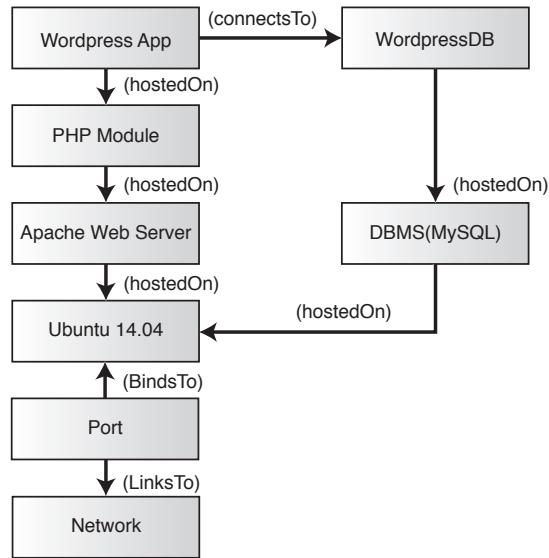 Wordpress App
(connectsTo)
WordpressDB
(hostedOn)
PHP Module
(hostedOn)
(hostedOn)
Apache Web Server
DBMS(MySQL)
(hostedOn)
(hostedOn)
Ubuntu 14.04
(BindsTo)
Port
(LinksTo)
Network